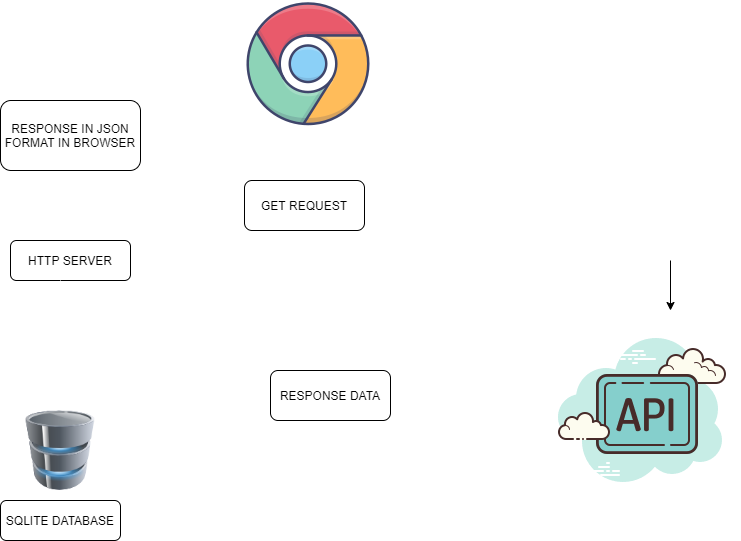 RESPONSE IN JSON
FORMAT IN BROWSER
GET REQUEST
HTTP SERVER
RESPONSE DATA
API
SQLITE DATABASE